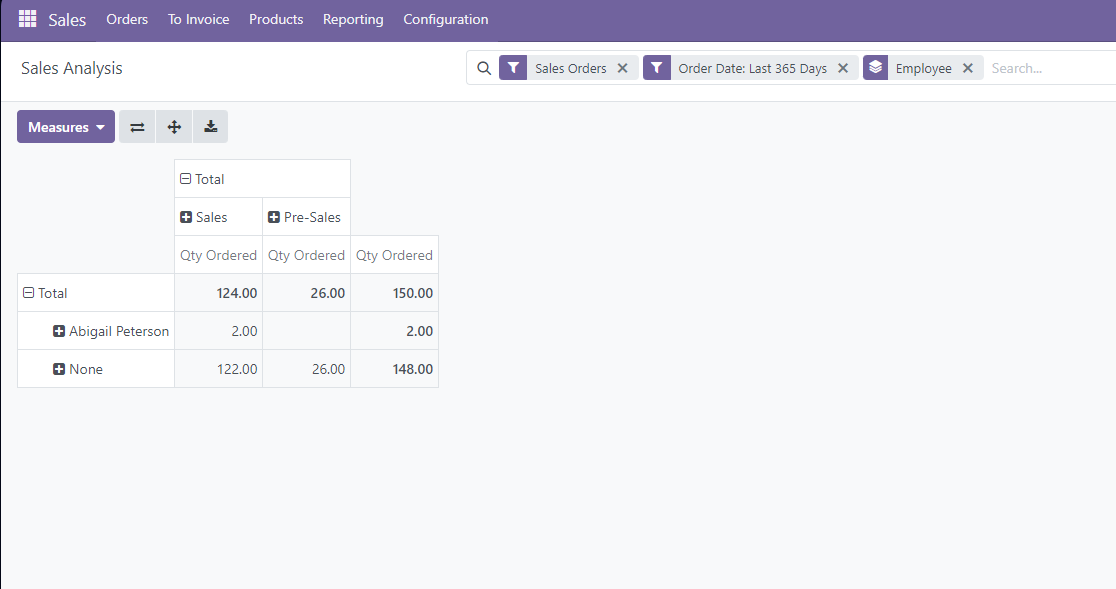 Sales Orders To Invoice Products Reporting Configuration
Sales Analysis Sales Orders Order Date: Last 365 Days Employee Search...
Measures
Total
Sales Pre-Sales
Qty Ordered Qty Ordered Qty Ordered
Total 124.00 26.00 150.00
Abigail Peterson 2.00 2.00
None 122.00 26.00 148.00